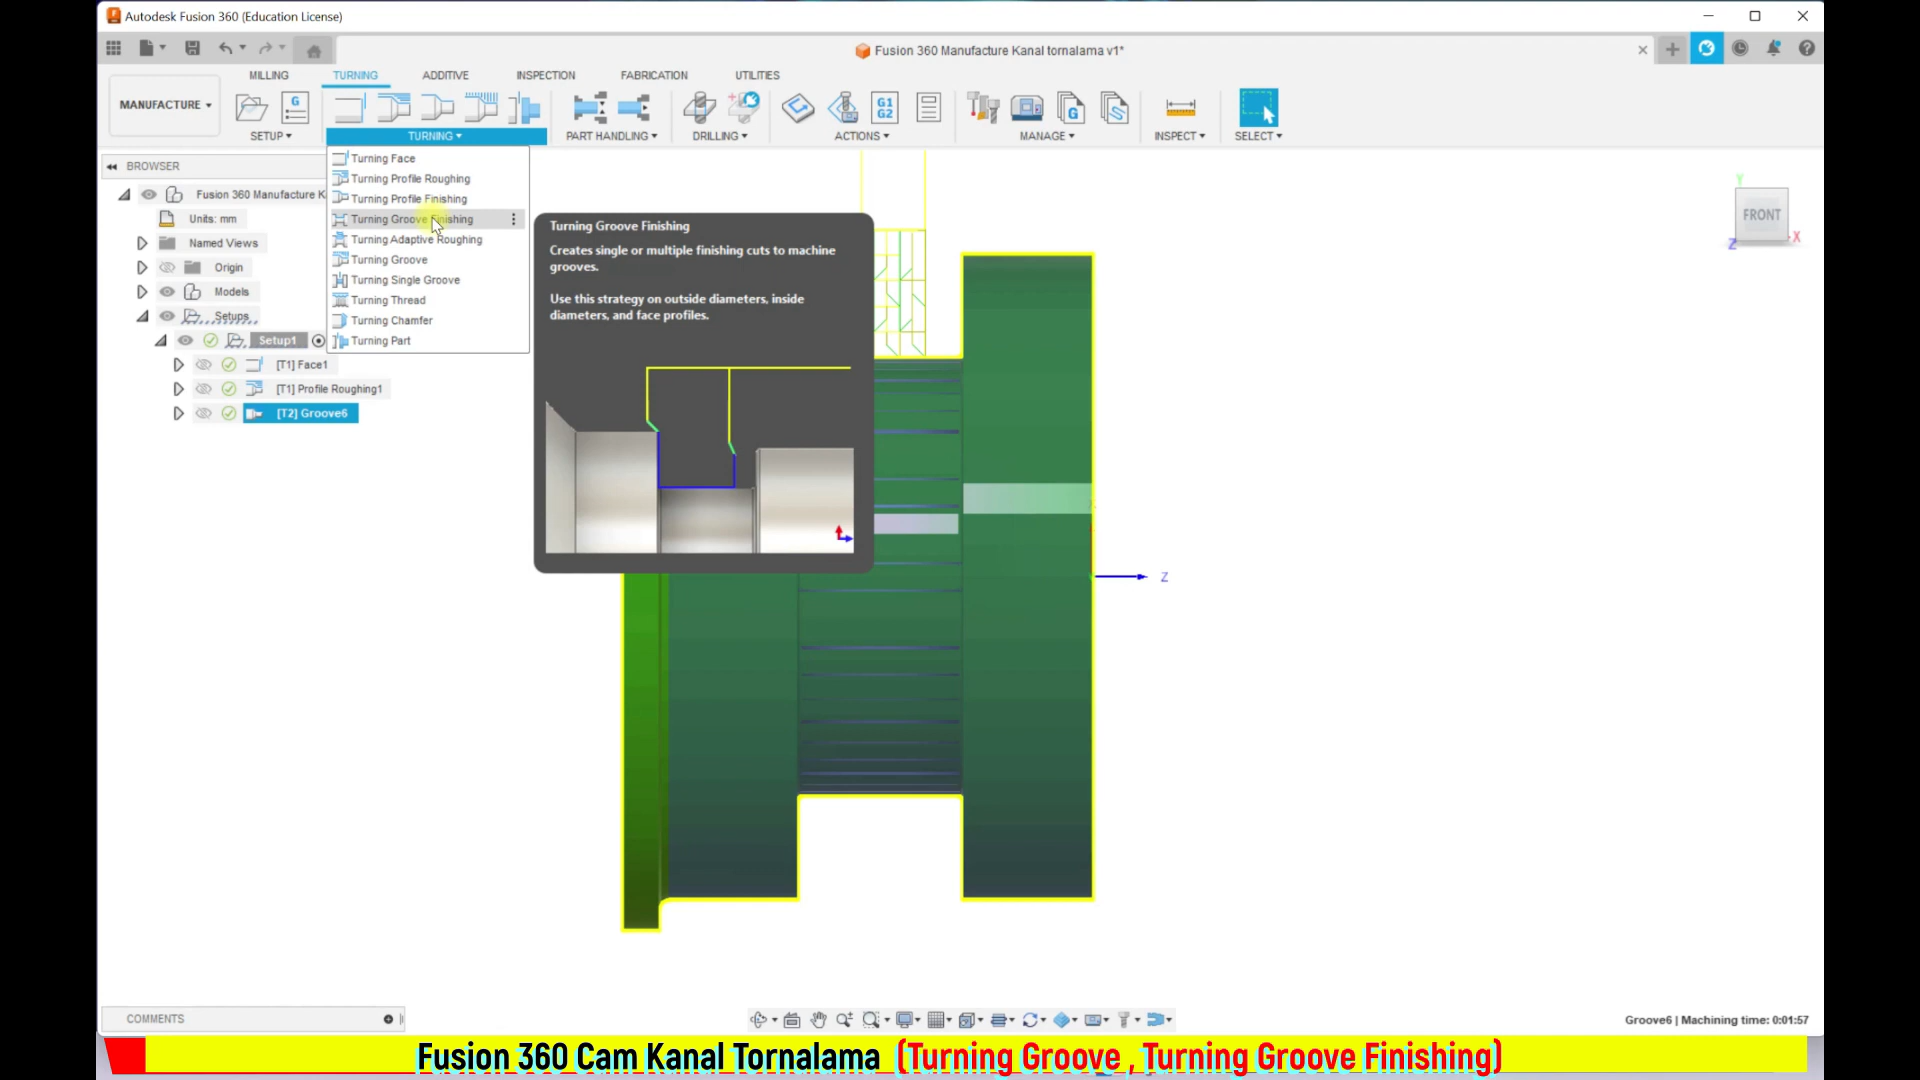 Autodesk Fusion 360 (Education License)
Fusion 360 Manufacture Kanal tornalama v1*
MILLING TURNING ADDITIVE INSPECTION FABRICATION UTILITIES
MANUFACTURE
G
G1
G2
G
SETUP TURNING PART HANDLING DRILLING ACTIONS MANAGE INSPECT SELECT
BROWSER
Fusion 360 Manufacture K
Units: mm
Named Views
Origin
Models
Setups
Setup1
[T1] Face1
[T1] Profile Roughing1
[T2] Groove6
Turning Face
Turning Profile Roughing
Turning Profile Finishing
Turning Groove Finishing
Turning Adaptive Roughing
Turning Groove
Turning Single Groove
Turning Thread
Turning Chamfer
Turning Part
Turning Groove Finishing
Creates single or multiple finishing cuts to machine
grooves.
Use this strategy on outside diameters, inside
diameters, and face profiles.
Y
FRONT
Z
X
Z
COMMENTS
Groove6 | Machining time: 0:01:57
Fusion 360 Cam Kanal Tornalama (Turning Groove , Turning Groove Finishing)